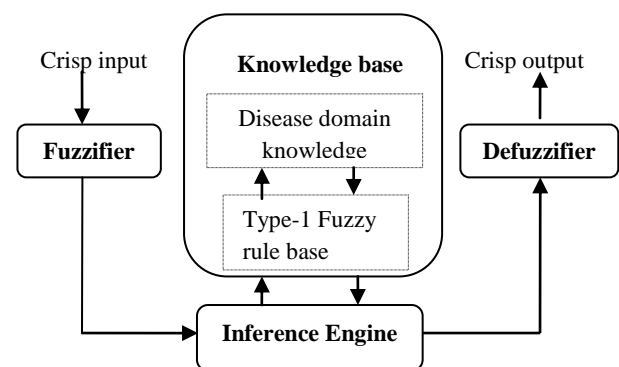 Crisp input
Knowledge base
Crisp output
Disease domain
knowledge
Fuzzifier
Defuzzifier
Type-1 Fuzzy
rule base
Inference Engine